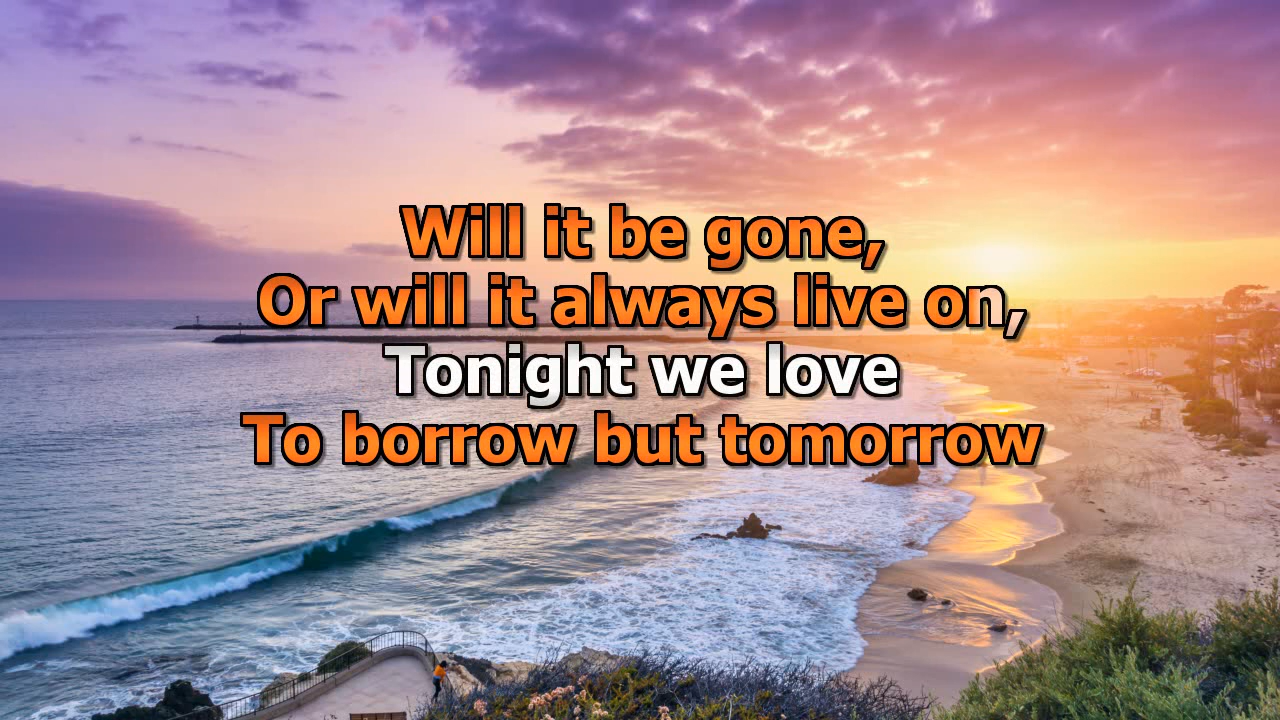 Will it be gone,
Or will it always live on,
Tonight we love
To borrow but tomorrow